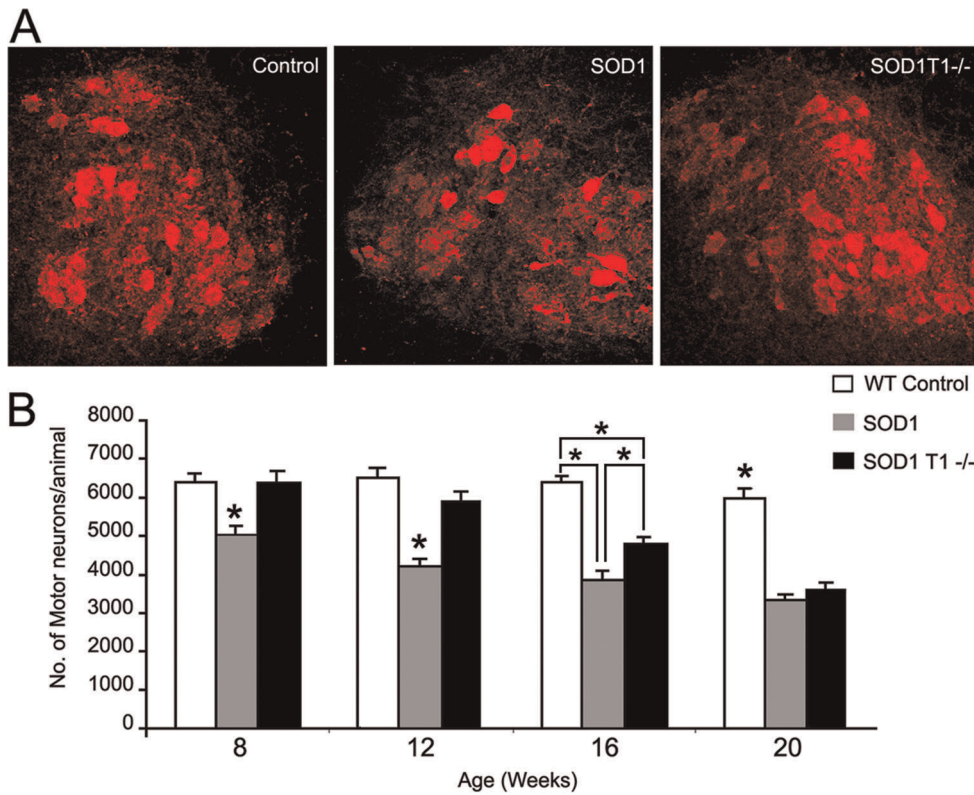 A
Control
SOD1
SOD1T1-/-
B
WT Control
SOD1
SOD1 T1 -/-
No. of Motor neurons/animal
8000
7000
6000
5000
4000
3000
2000
1000
0
*
*
*
*
*
*
8
12
16
20
Age (Weeks)